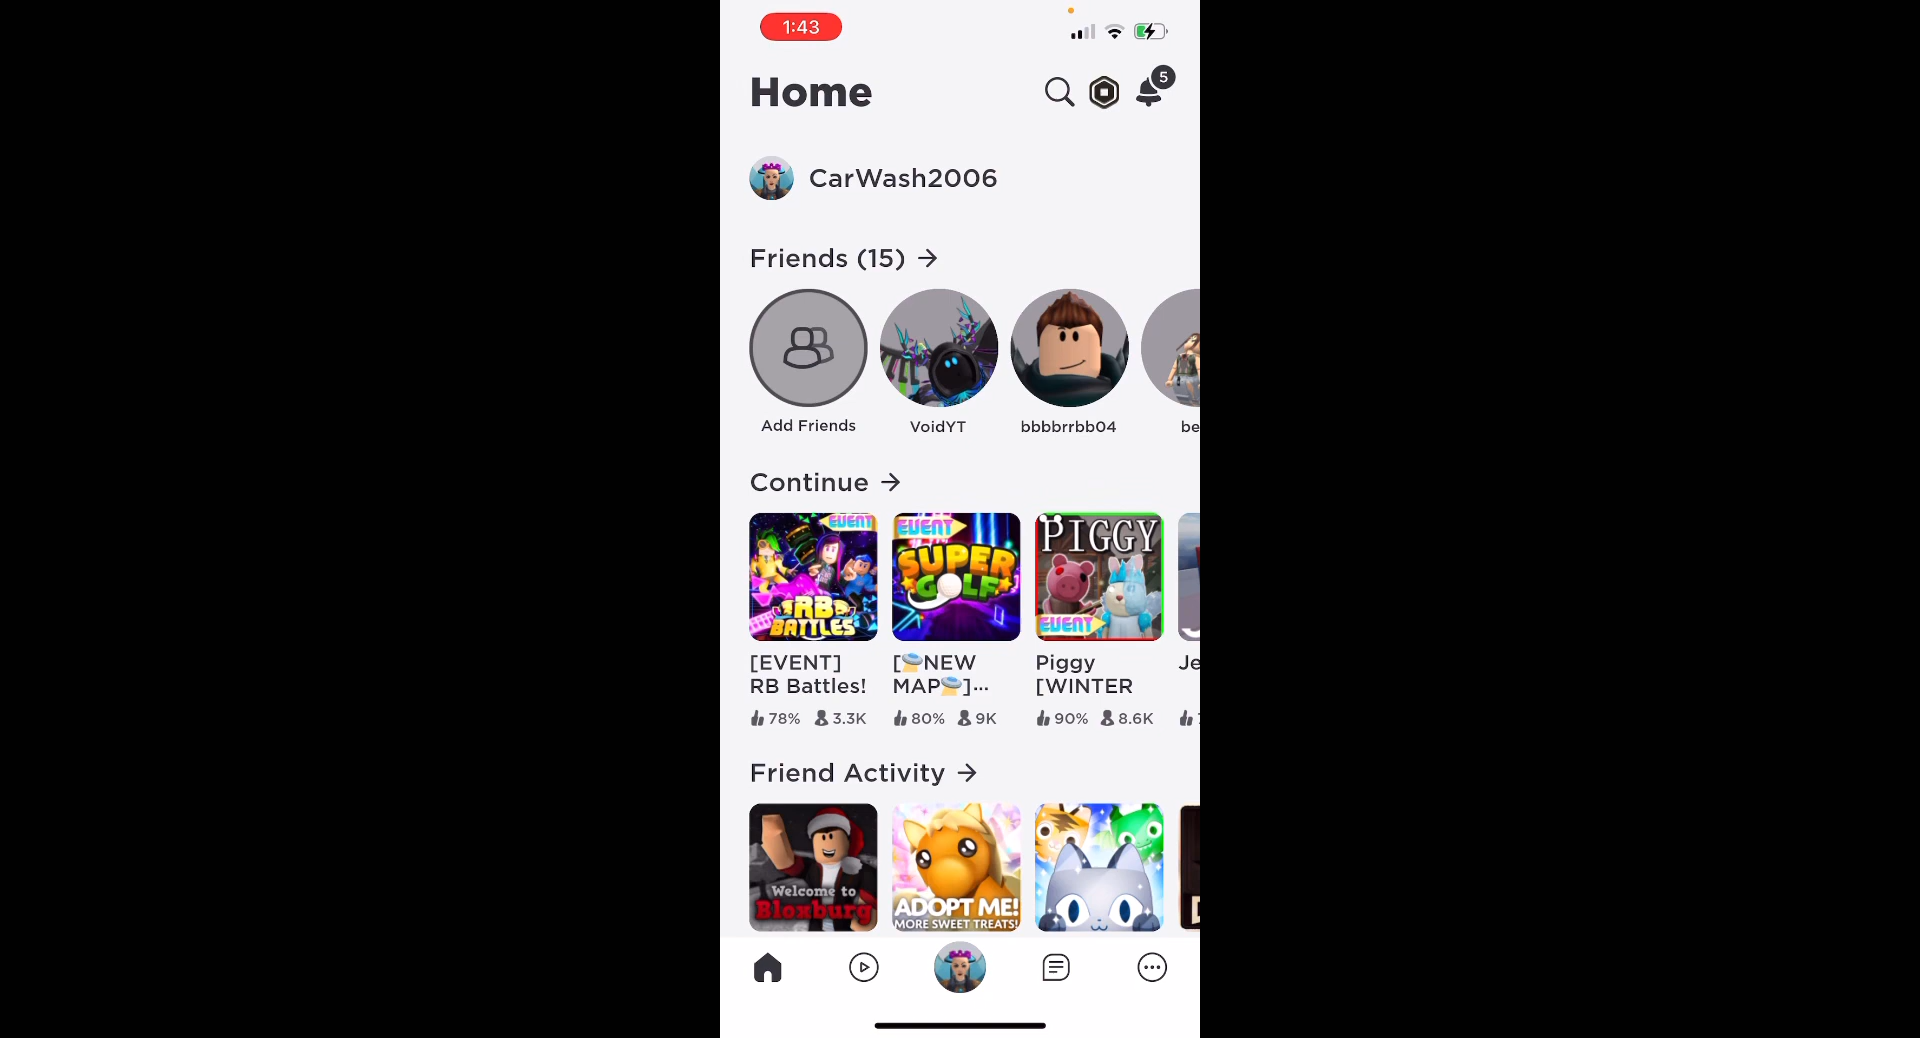 1:43
Home
5
CarWash2006
Friends (15)
Add Friends
VoidYT
bbbbrrbb04
be
Continue
EVENT
RB
BATTLES
EVENT
SUPER
GOLF
PIGGY
EVENT
[EVENT]
RB Battles!
78% 3.3K
[🛸NEW
MAP🛸]...
80% 9K
Piggy
[WINTER
90% 8.6K
Je
Friend Activity
Welcome to
Bloxburg
ADOPT ME!
MORE SWEET TREATS!